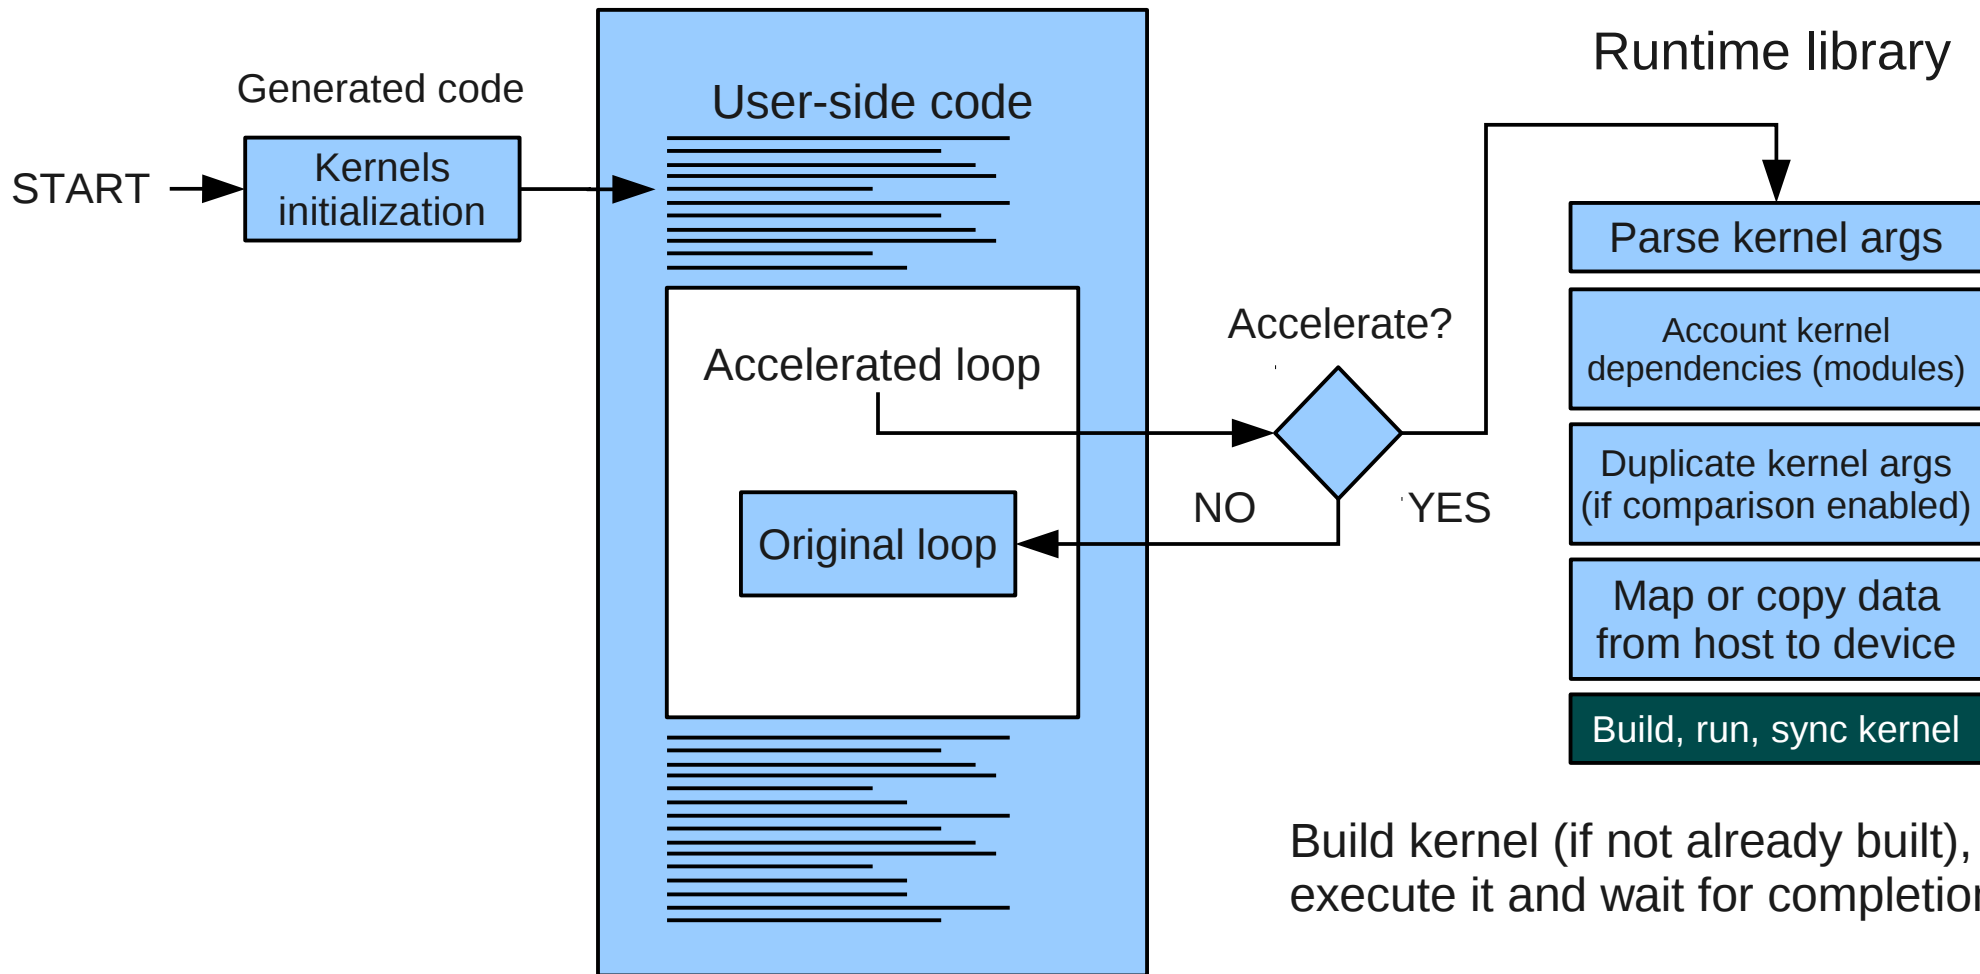 Runtime library
Generated code
User-side code
START
Kernels
initialization
Parse kernel args
Accelerate?
Account kernel
dependencies (modules)
Accelerated loop
Duplicate kernel args
(if comparison enabled)
NO
YES
Original loop
Map or copy data
from host to device
Build, run, sync kernel
Build kernel (if not already built),
execute it and wait for completion